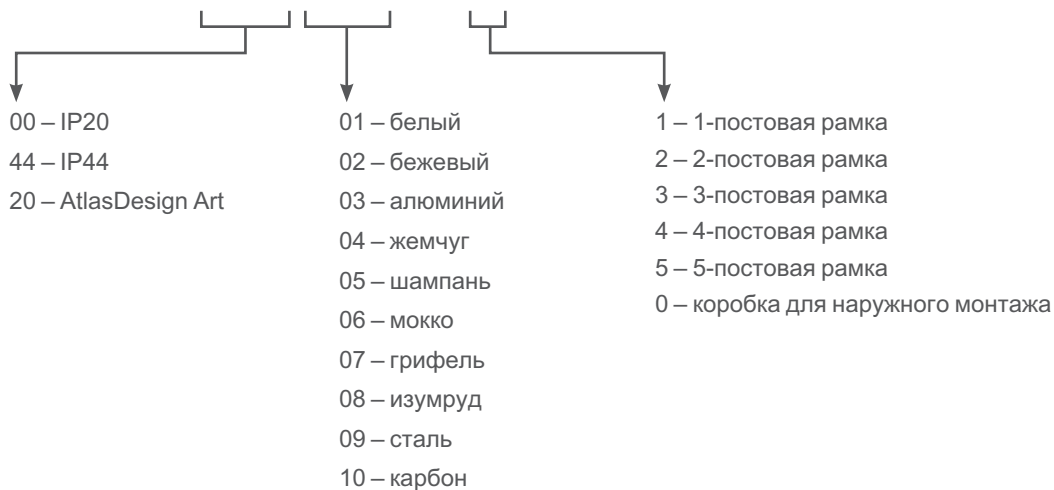 00 – IP20
44 – IP44
20 – AtlasDesign Art
01 – белый
02 – бежевый
03 – алюминий
04 – жемчуг
05 – шампань
06 – мокко
07 – грифель
08 – изумруд
09 – сталь
10 – карбон
1 – 1-постовая рамка
2 – 2-постовая рамка
3 – 3-постовая рамка
4 – 4-постовая рамка
5 – 5-постовая рамка
0 – коробка для наружного монтажа